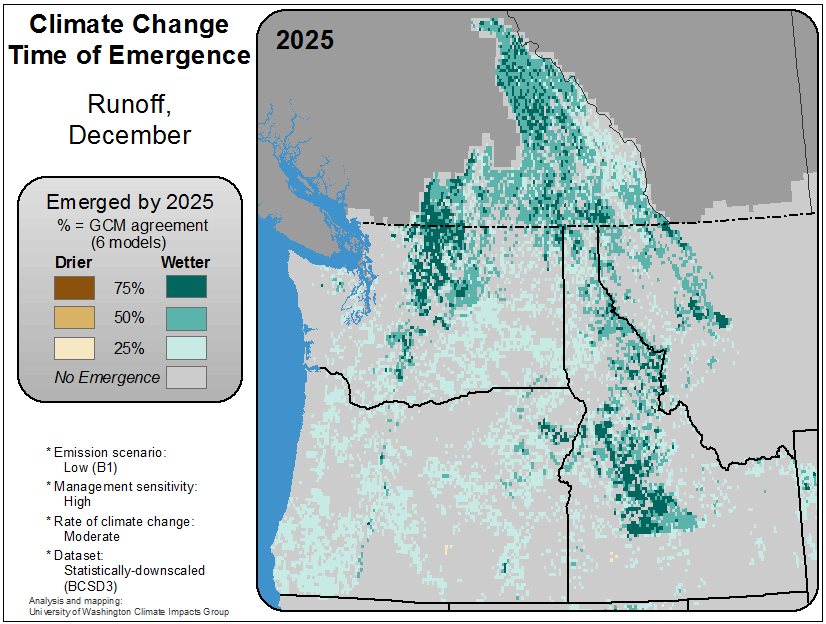 Climate Change
Time of Emergence
Runoff,
December
2025
Emerged by 2025
% = GCM agreement
(6 models)
Drier Wetter
75%
50%
25%
No Emergence
* Emission scenario:
Low (B1)
* Management sensitivity:
High
* Rate of climate change:
Moderate
* Dataset:
Statistically-downscaled
(BCSD3)
Analysis and mapping:
University of Washington Climate Impacts Group